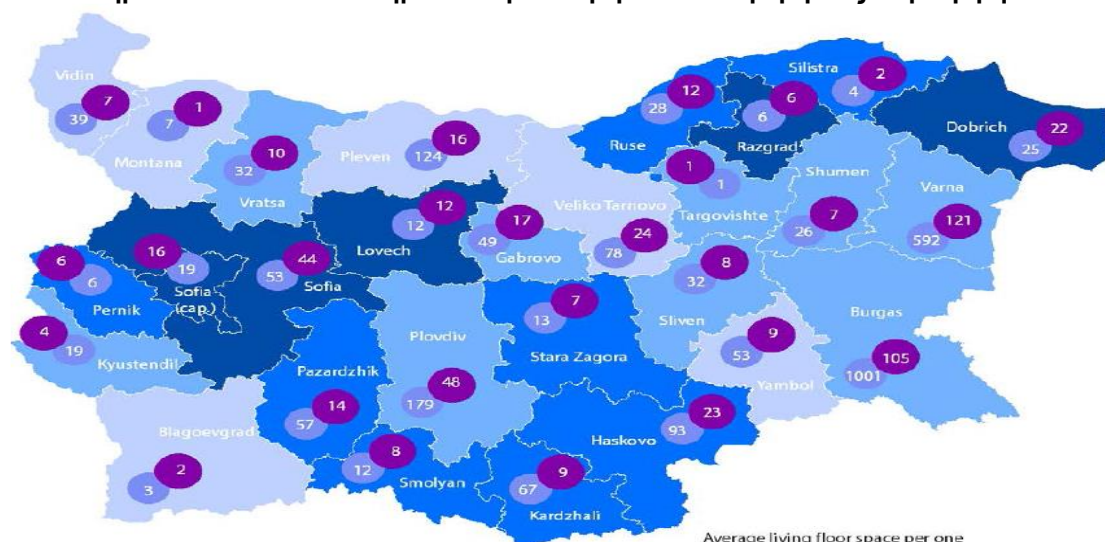 Vidin
7
39
1
7
Montana
10
32
Vratsa
16
124
Pleven
12
28
Ruse
Silistra
2
4
6
6
Razgrad
Dobrich
22
25
1
1
Targovishte
Shumen
7
26
Varna
121
592
12
12
Lovech
17
49
Gabrovo
Veliko Tarnovo
24
78
16
19
Sofia
(cap.)
44
53
Sofia
6
6
Pernik
4
19
Kyustendil
8
32
Sliven
Burgas
105
1001
7
13
Stara Zagora
9
53
Yambol
Plovdiv
48
179
Pazardzhik
14
57
Blagoevgrad
2
3
8
12
Smolyan
23
93
Haskovo
9
67
Kardzhali
Average living floor space per one